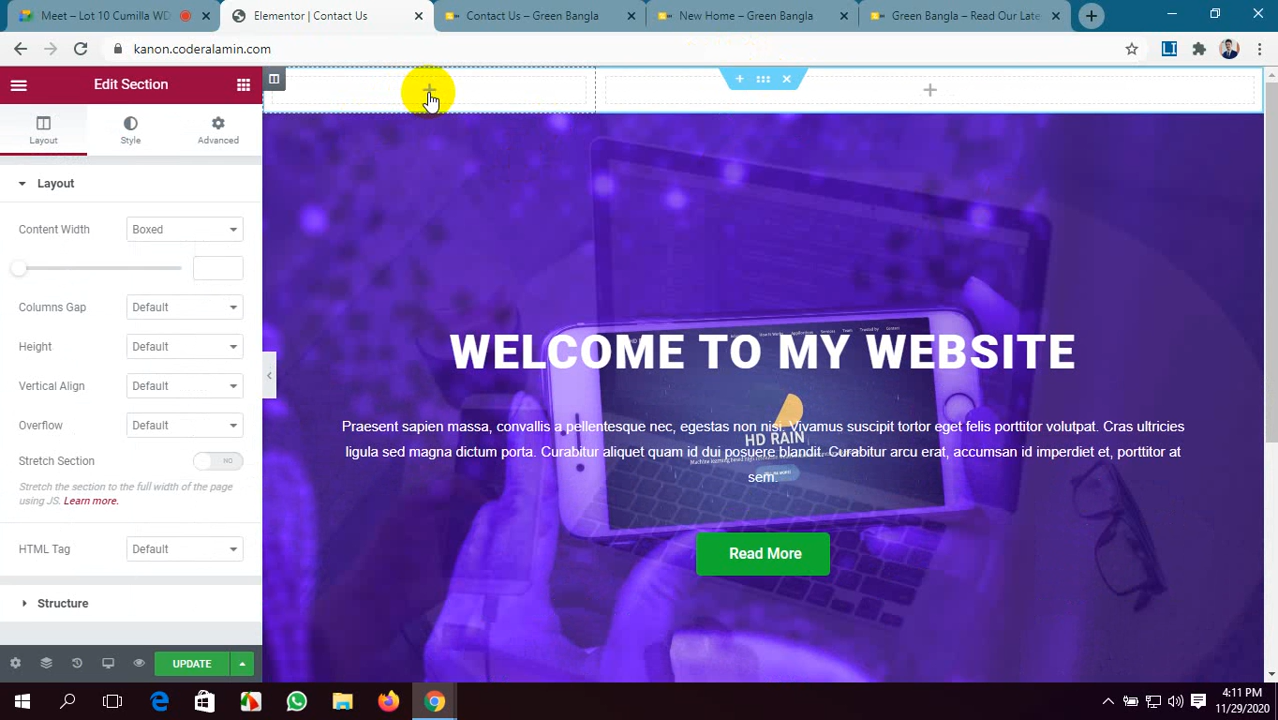 Meet – Lot 10 Cumilla WD
Elementor | Contact Us
Contact Us – Green Bangla
New Home – Green Bangla
Green Bangla – Read Our Late
kanon.coderalamin.com
Edit Section
Layout
Style
Advanced
Layout
Content Width
Boxed
Columns Gap
Default
Height
Default
Vertical Align
Default
Overflow
Default
Stretch Section
NO
Stretch the section to the full width of the page
using JS. Learn more.
HTML Tag
Default
Structure
UPDATE
WELCOME TO MY WEBSITE
Praesent sapien massa, convallis a pellentesque nec, egestas non nisi. Vivamus suscipit tortor eget felis porttitor volutpat. Cras ultricies
ligula sed magna dictum porta. Curabitur aliquet quam id dui posuere blandit. Curabitur arcu erat, accumsan id imperdiet et, porttitor at
sem.
HD RAIN
Read More
4:11 PM
11/29/2020